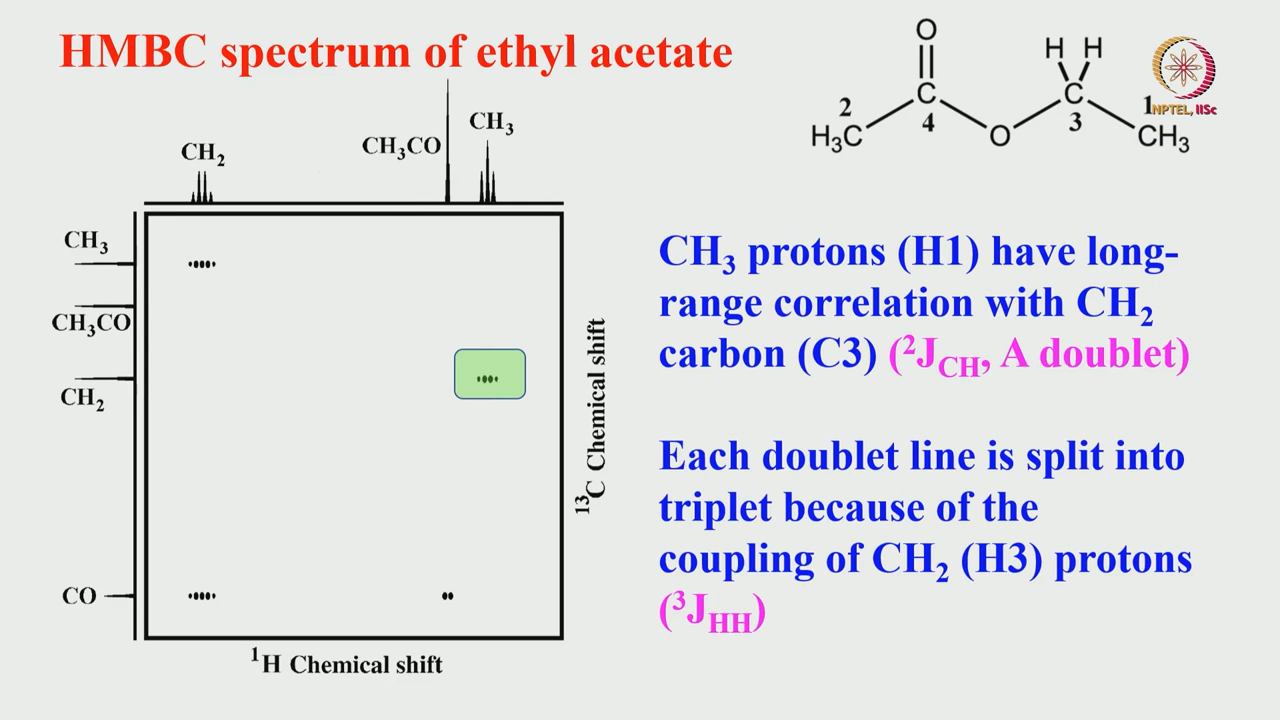 HMBC spectrum of ethyl acetate
O
H H
2
C
4
O
C
3
1
H₃C
CH₃
NPTEL, IISc
CH₂
CH₃CO
CH₃
CH₃
CH₃CO
CH₂
CO
¹³C Chemical shift
¹H Chemical shift
CH₃ protons (H1) have long-
range correlation with CH₂
carbon (C3) (²J_CH, A doublet)
Each doublet line is split into
triplet because of the
coupling of CH₂ (H3) protons
(³J_HH)